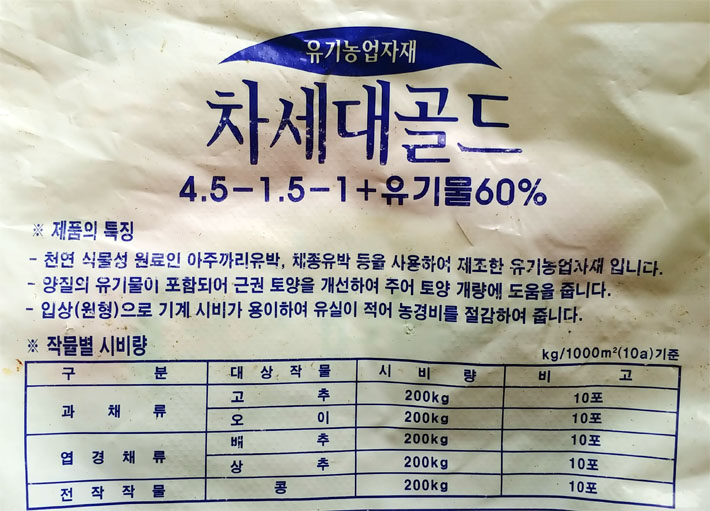 유기농업자재
차세대골드
4.5-1.5-1+유기물60%
※ 제품의 특징
- 천연 식물성 원료인 아주까리유박, 채종유박 등을 사용하여 제조한 유기농업자재 입니다.
- 양질의 유기물이 포함되어 근권 토양을 개선하여 주어 토양 개량에 도움을 줍니다.
- 입상(원형)으로 기계 시비가 용이하여 유실이 적어 농경비를 절감하여 줍니다.
※ 작물별 시비량
kg/1000m²(10a)기준
구 분 대 상 작 물 시 비 량 비 고
과 채 류 고 추 200kg 10포
오 이 200kg 10포
엽 경 채 류 배 추 200kg 10포
상 추 200kg 10포
전 작 작 물 콩 200kg 10포